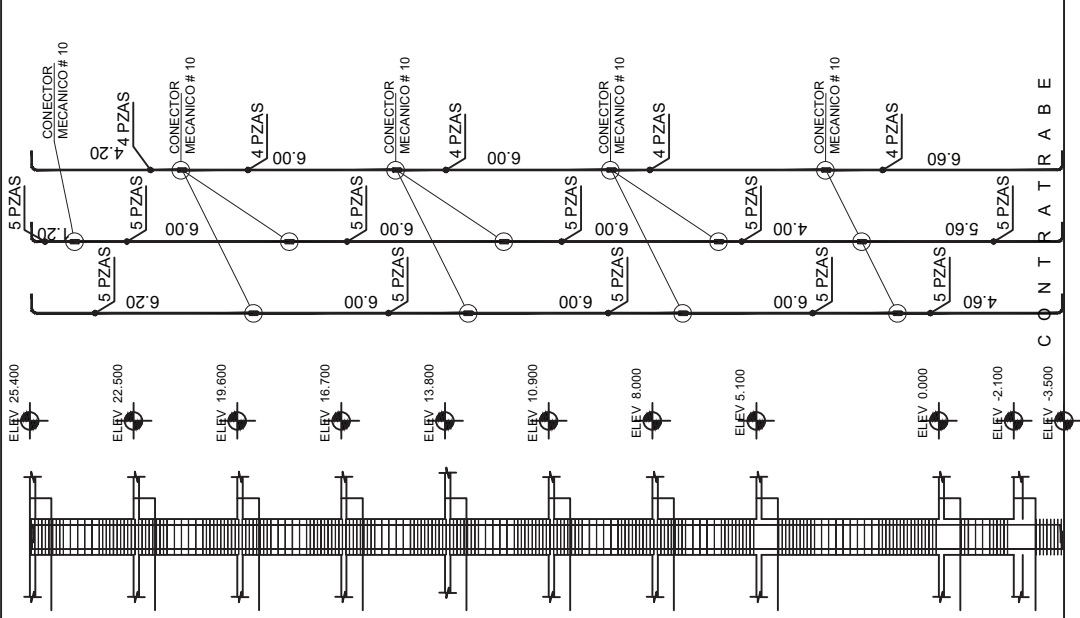 CONECTOR
MECANICO # 10
CONECTOR
MECANICO # 10
CONECTOR
MECANICO # 10
CONECTOR
MECANICO # 10
CONECTOR
MECANICO # 10
4.20
4 PZAS
4 PZAS
6.00
4 PZAS
6.00
4 PZAS
4 PZAS
6.60
5 PZAS
1.20
5 PZAS
6.00
5 PZAS
6.00
5 PZAS
6.00
5 PZAS
4.00
5 PZAS
5.60
5 PZAS
6.20
5 PZAS
6.00
5 PZAS
6.00
5 PZAS
6.00
5 PZAS
4.60
CONTRATRABE
ELEV 25.400
ELEV 22.500
ELEV 19.600
ELEV 16.700
ELEV 13.800
ELEV 10.900
ELEV 8.000
ELEV 5.100
ELEV 0.000
ELEV -2.100
ELEV -3.500